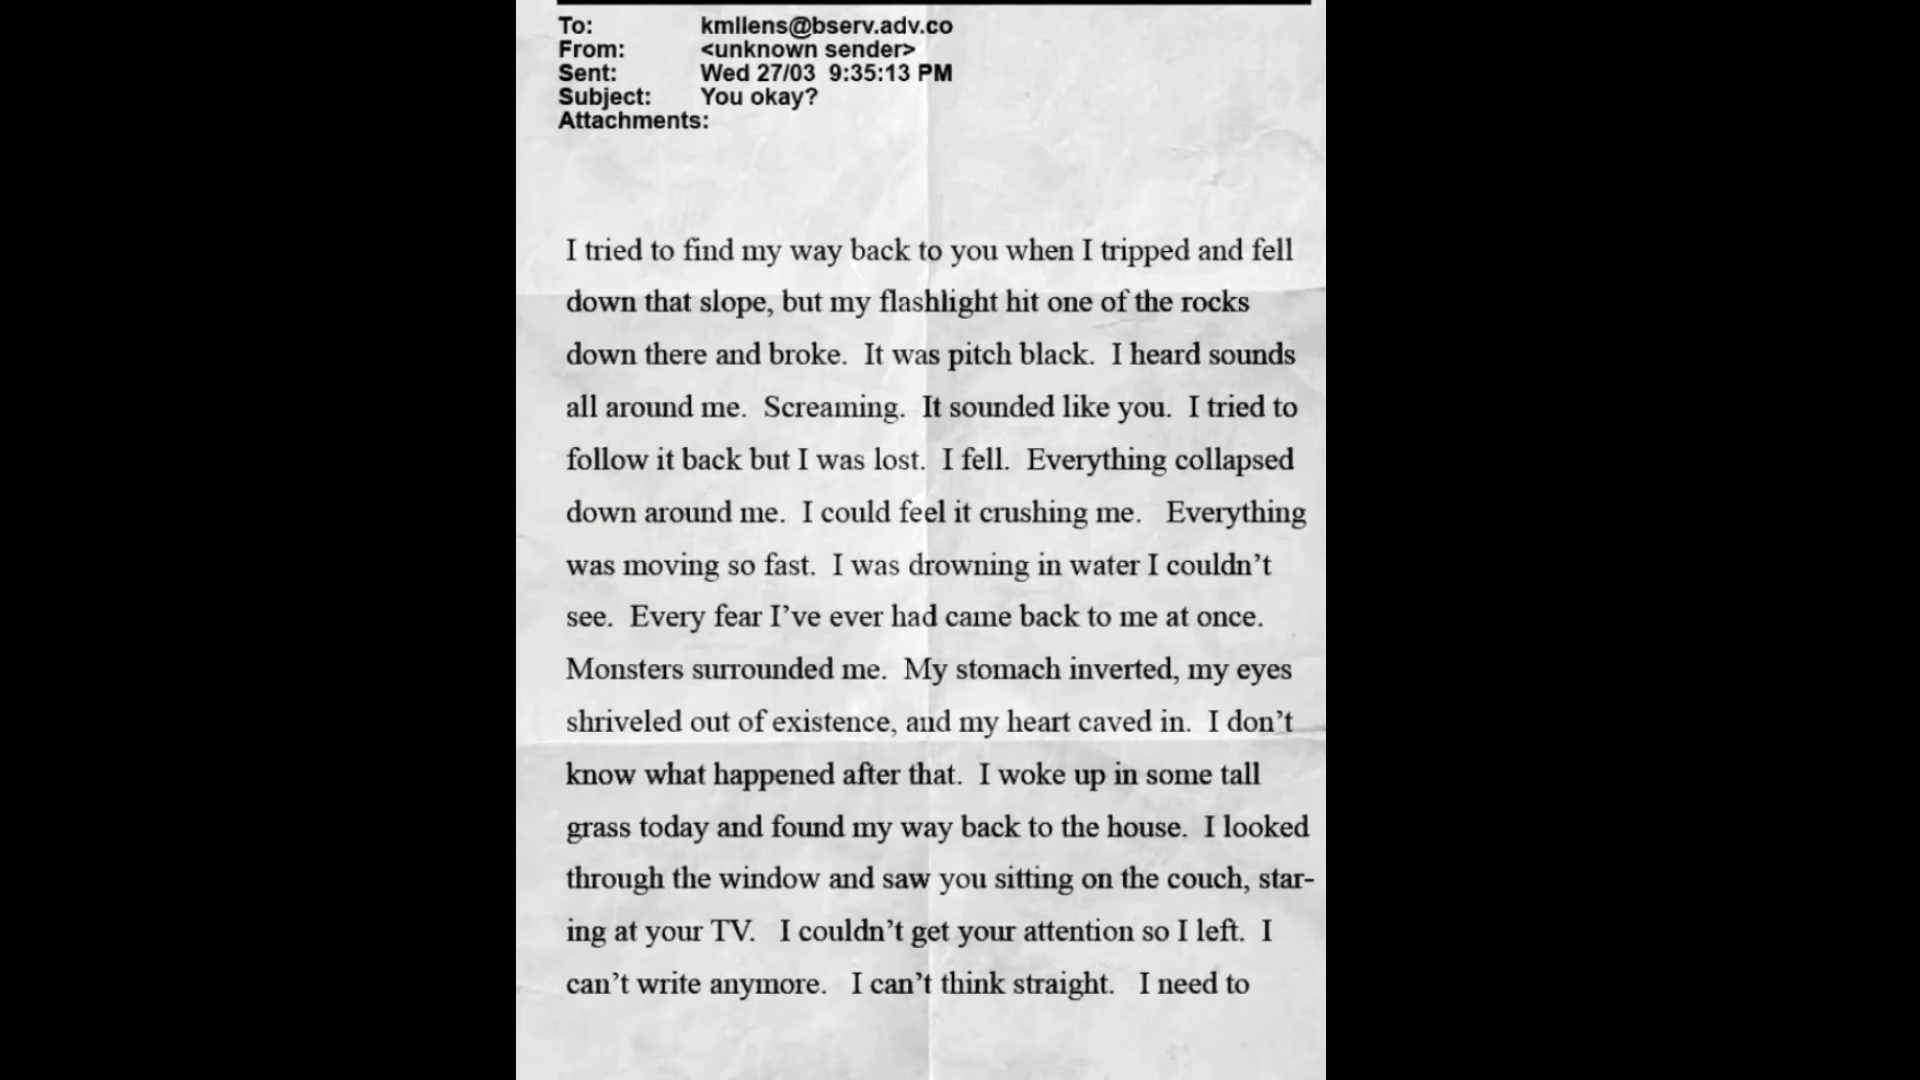 To: kmllens@bserv.adv.co
From: <unknown sender>
Sent: Wed 27/03 9:35:13 PM
Subject: You okay?
Attachments:
I tried to find my way back to you when I tripped and fell
down that slope, but my flashlight hit one of the rocks
down there and broke. It was pitch black. I heard sounds
all around me. Screaming. It sounded like you. I tried to
follow it back but I was lost. I fell. Everything collapsed
down around me. I could feel it crushing me. Everything
was moving so fast. I was drowning in water I couldn’t
see. Every fear I’ve ever had came back to me at once.
Monsters surrounded me. My stomach inverted, my eyes
shriveled out of existence, and my heart caved in. I don’t
know what happened after that. I woke up in some tall
grass today and found my way back to the house. I looked
through the window and saw you sitting on the couch, star-
ing at your TV. I couldn’t get your attention so I left. I
can’t write anymore. I can’t think straight. I need to